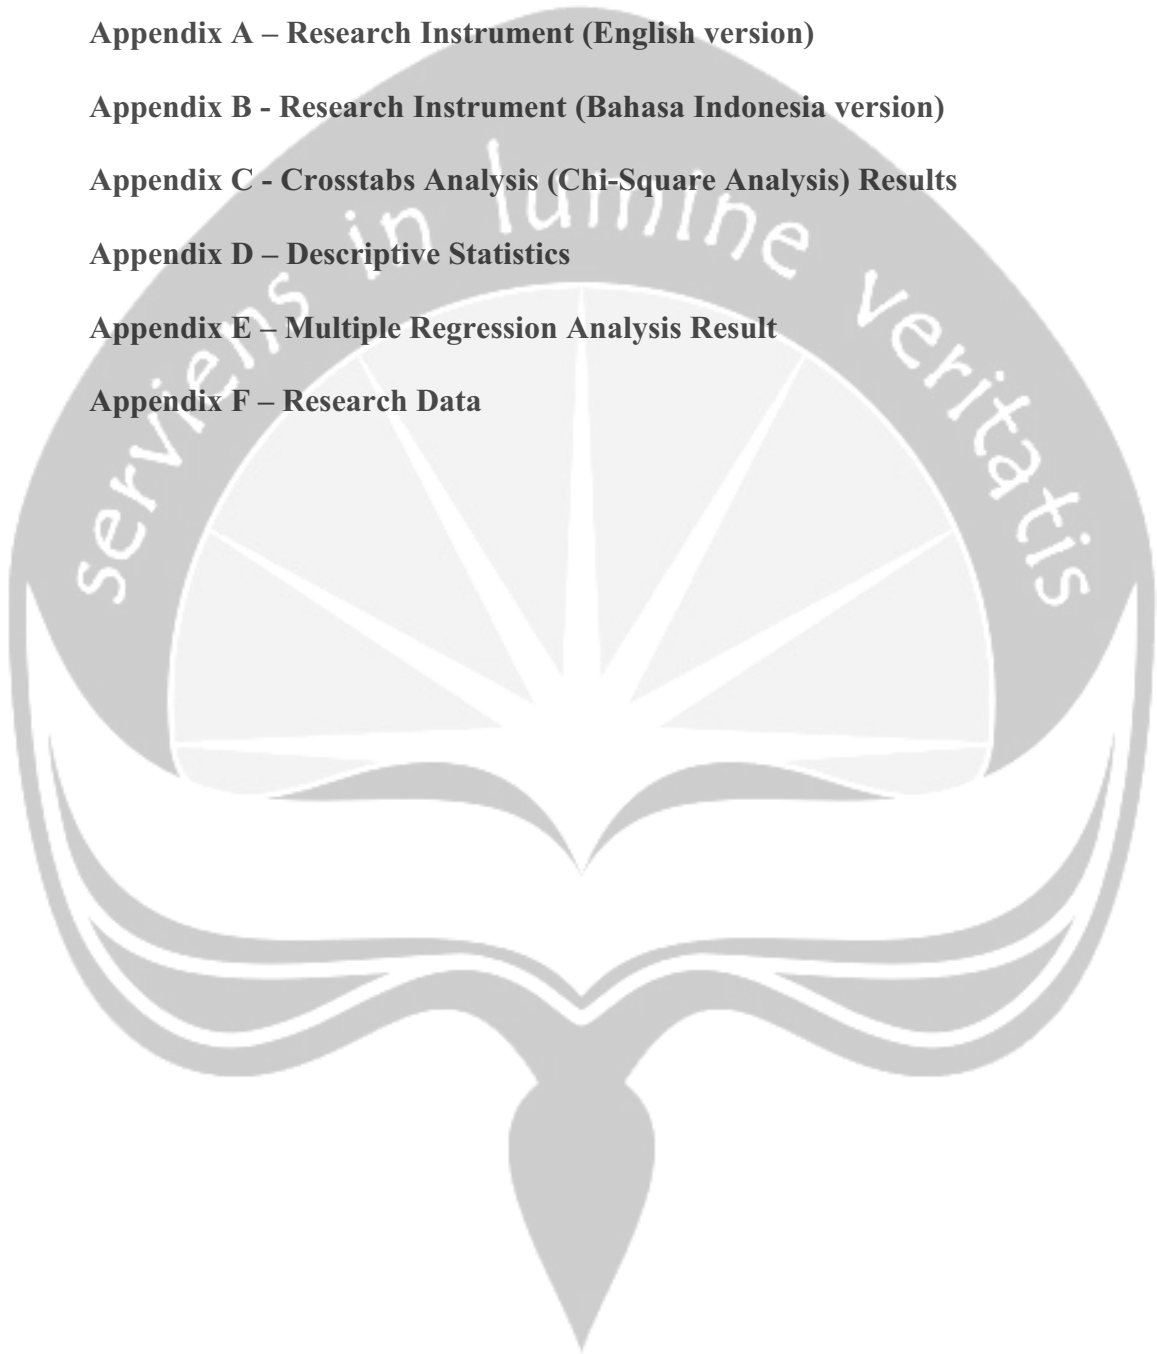 Appendix A – Research Instrument (English version)
Appendix B - Research Instrument (Bahasa Indonesia version)
Appendix C - Crosstabs Analysis (Chi-Square Analysis) Results
Appendix D – Descriptive Statistics
Appendix E – Multiple Regression Analysis Result
Appendix F – Research Data
serviens in lumine veritatis